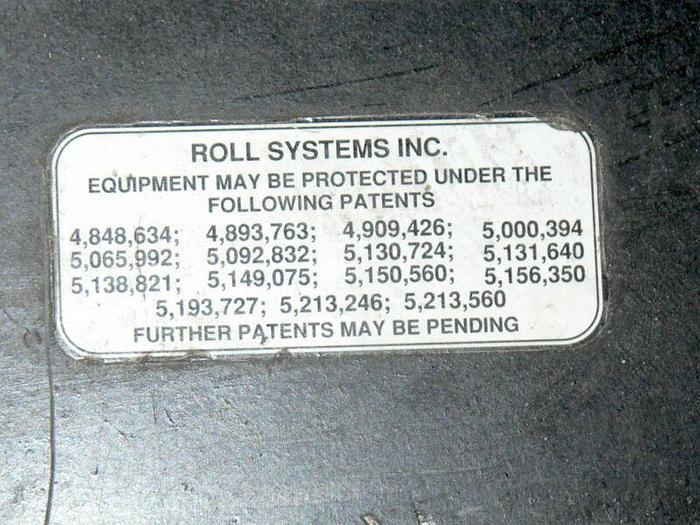 ROLL SYSTEMS INC.
EQUIPMENT MAY BE PROTECTED UNDER THE
FOLLOWING PATENTS
4,848,634; 4,893,763; 4,909,426; 5,000,394
5,065,992; 5,092,832; 5,130,724; 5,131,640
5,138,821; 5,149,075; 5,150,560; 5,156,350
5,193,727; 5,213,246; 5,213,560
FURTHER PATENTS MAY BE PENDING